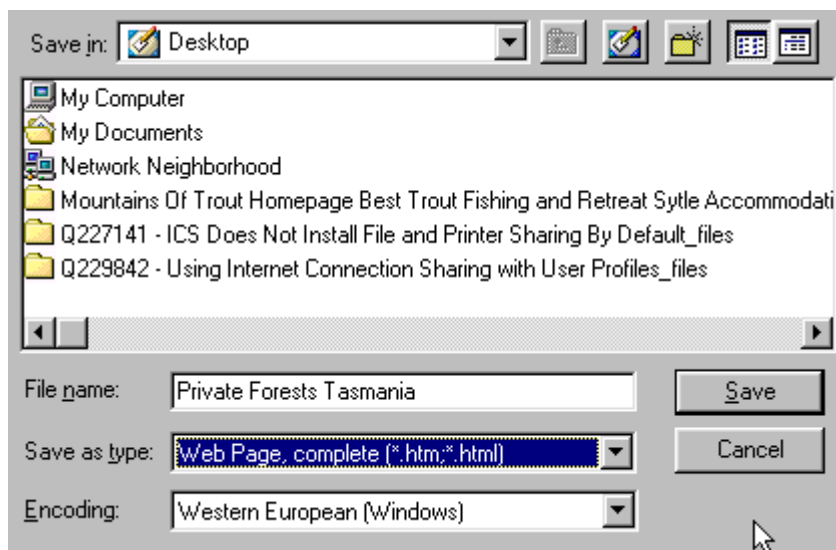 Save in: Desktop
My Computer
My Documents
Network Neighborhood
Mountains Of Trout Homepage Best Trout Fishing and Retreat Sytle Accommodati
Q227141 - ICS Does Not Install File and Printer Sharing By Default_files
Q229842 - Using Internet Connection Sharing with User Profiles_files
File name: Private Forests Tasmania Save
Save as type: Web Page, complete (*.htm;*.html) Cancel
Encoding: Western European (Windows)